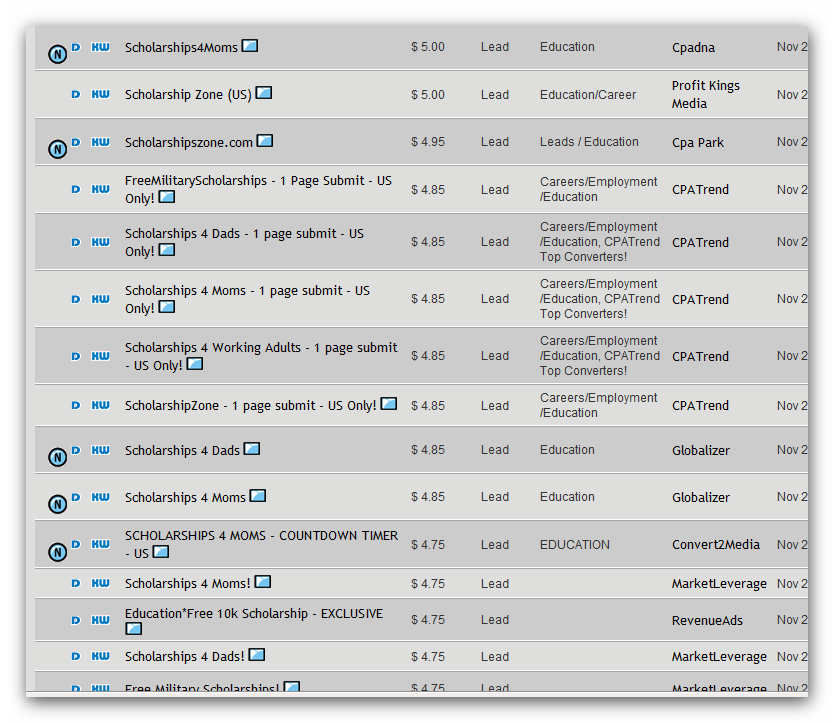 N D KW Scholarships4Moms $ 5.00 Lead Education Cpadna Nov 2
D KW Scholarship Zone (US) $ 5.00 Lead Education/Career Profit Kings
Media Nov 2
N D KW Scholarshipszone.com $ 4.95 Lead Leads / Education Cpa Park Nov 2
D KW FreeMilitaryScholarships - 1 Page Submit - US
Only! $ 4.85 Lead Careers/Employment
/Education CPATrend Nov 2
D KW Scholarships 4 Dads - 1 page submit - US
Only! $ 4.85 Lead Careers/Employment
/Education, CPATrend
Top Converters! CPATrend Nov 2
D KW Scholarships 4 Moms - 1 page submit - US
Only! $ 4.85 Lead Careers/Employment
/Education, CPATrend
Top Converters! CPATrend Nov 2
D KW Scholarships 4 Working Adults - 1 page submit
- US Only! $ 4.85 Lead Careers/Employment
/Education, CPATrend
Top Converters! CPATrend Nov 2
D KW ScholarshipZone - 1 page submit - US Only! $ 4.85 Lead Careers/Employment
/Education CPATrend Nov 2
N D KW Scholarships 4 Dads $ 4.85 Lead Education Globalizer Nov 2
N D KW Scholarships 4 Moms $ 4.85 Lead Education Globalizer Nov 2
N D KW SCHOLARSHIPS 4 MOMS - COUNTDOWN TIMER
- US $ 4.75 Lead EDUCATION Convert2Media Nov 2
D KW Scholarships 4 Moms! $ 4.75 Lead MarketLeverage Nov 2
D KW Education*Free 10k Scholarship - EXCLUSIVE $ 4.75 Lead RevenueAds Nov 2
D KW Scholarships 4 Dads! $ 4.75 Lead MarketLeverage Nov 2
D KW Free Military Scholarships! $ 4.75 Lead MarketLeverage Nov 2